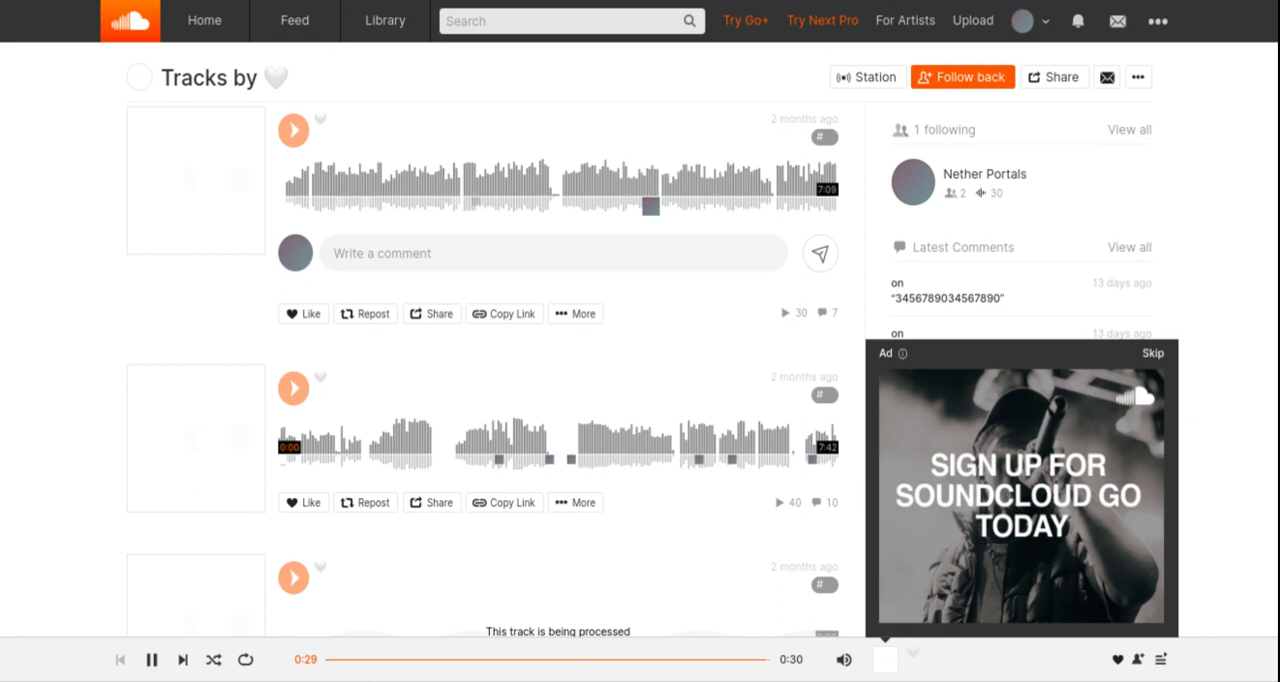 Home
Feed
Library
Search
Try Go+
Try Next Pro
For Artists
Upload
Tracks by 🤍
Station
Follow back
Share
2 months ago
#
7:09
Write a comment
Like
Repost
Share
Copy Link
More
30
7
2 months ago
#
0:00
7:42
Like
Repost
Share
Copy Link
More
40
10
2 months ago
#
This track is being processed
1 following
View all
Nether Portals
2
30
Latest Comments
View all
on
13 days ago
“3456789034567890”
on
13 days ago
Ad
Skip
SIGN UP FOR
SOUNDCLOUD GO
TODAY
0:29
0:30